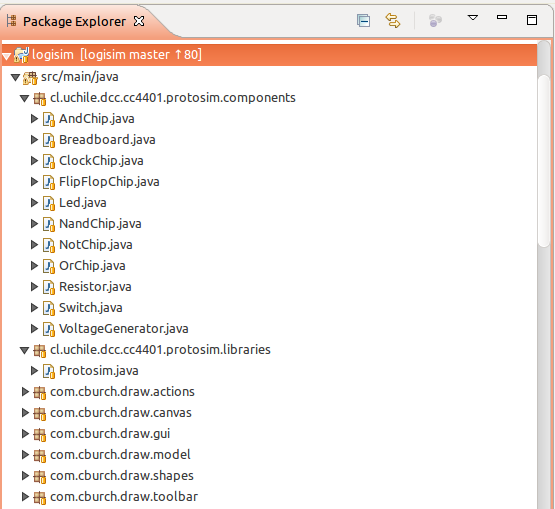 Package Explorer
logisim [logisim master ↑80]
src/main/java
cl.uchile.dcc.cc4401.protosim.components
AndChip.java
Breadboard.java
ClockChip.java
FlipFlopChip.java
Led.java
NandChip.java
NotChip.java
OrChip.java
Resistor.java
Switch.java
VoltageGenerator.java
cl.uchile.dcc.cc4401.protosim.libraries
Protosim.java
com.cburch.draw.actions
com.cburch.draw.canvas
com.cburch.draw.gui
com.cburch.draw.model
com.cburch.draw.shapes
com.cburch.draw.toolbar